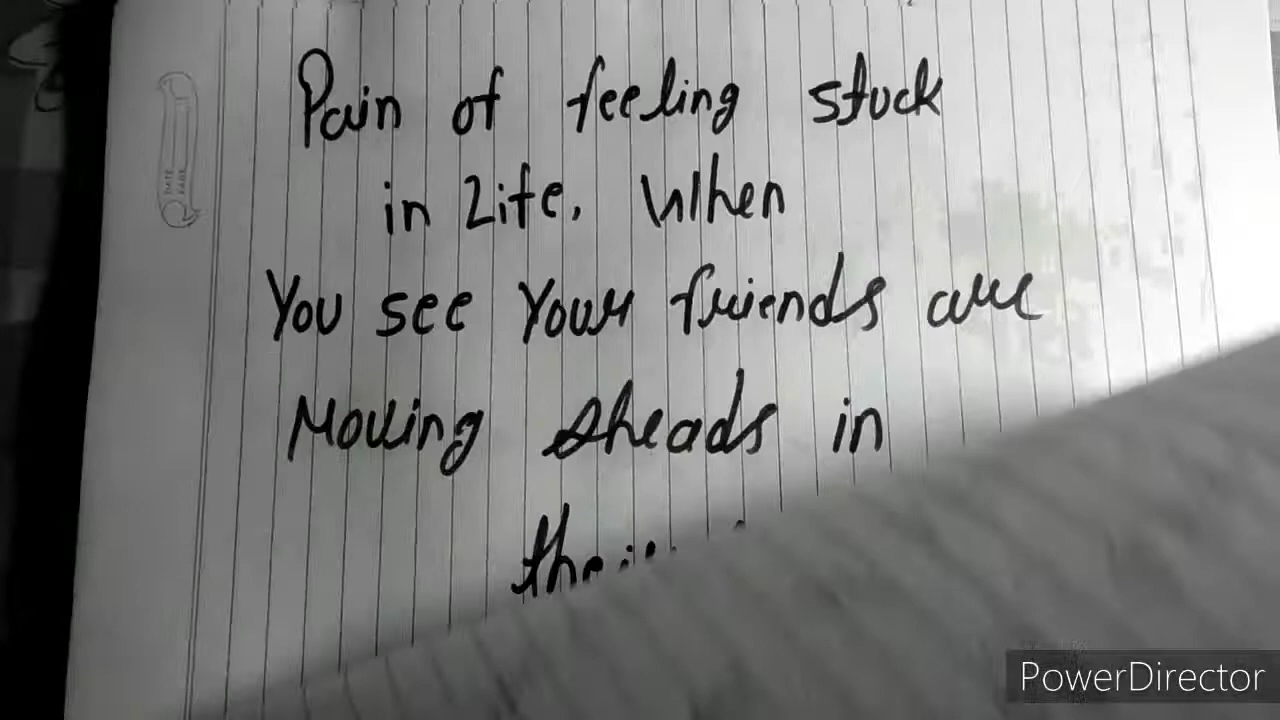 Pain of feeling stuck
in Life. When
You see Your friends are
Moving Aheads in
PowerDirector